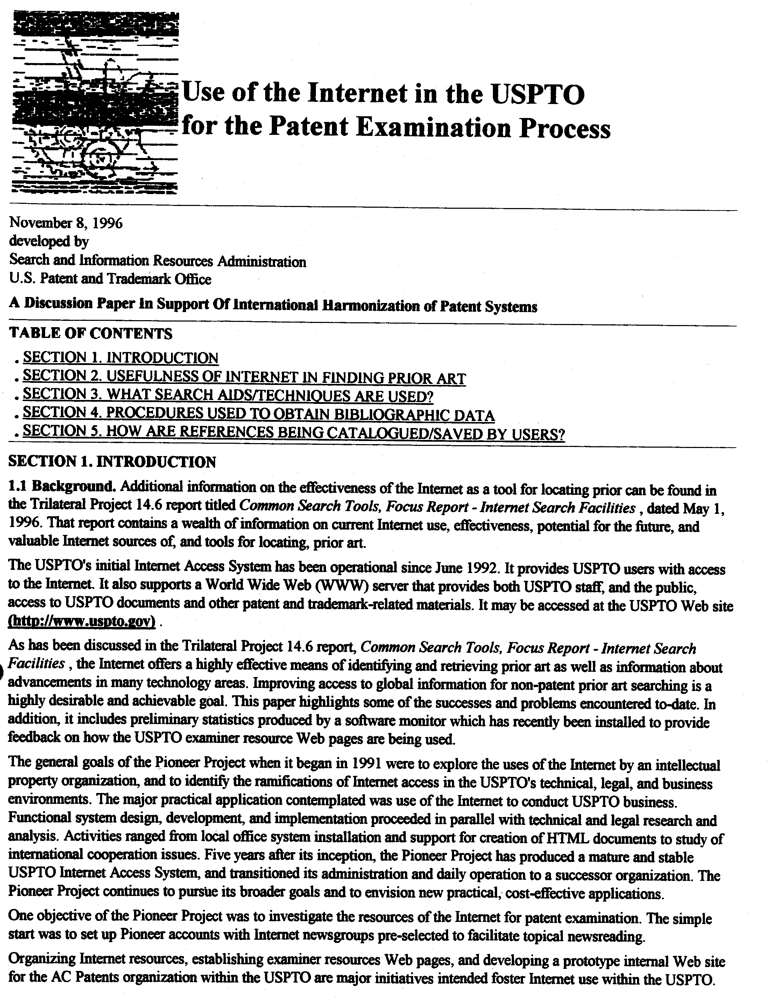 Use of the Internet in the USPTO
for the Patent Examination Process
November 8, 1996
developed by
Search and Information Resources Administration
U.S. Patent and Trademark Office
A Discussion Paper In Support Of International Harmonization of Patent Systems
TABLE OF CONTENTS
. SECTION 1. INTRODUCTION
. SECTION 2. USEFULNESS OF INTERNET IN FINDING PRIOR ART
. SECTION 3. WHAT SEARCH AIDS/TECHNIQUES ARE USED?
. SECTION 4. PROCEDURES USED TO OBTAIN BIBLIOGRAPHIC DATA
. SECTION 5. HOW ARE REFERENCES BEING CATALOGUED/SAVED BY USERS?
SECTION 1. INTRODUCTION
1.1 Background. Additional information on the effectiveness of the Internet as a tool for locating prior can be found in
the Trilateral Project 14.6 report titled Common Search Tools, Focus Report - Internet Search Facilities , dated May 1,
1996. That report contains a wealth of information on current Internet use, effectiveness, potential for the future, and
valuable Internet sources of, and tools for locating, prior art.
The USPTO's initial Internet Access System has been operational since June 1992. It provides USPTO users with access
to the Internet. It also supports a World Wide Web (WWW) server that provides both USPTO staff, and the public,
access to USPTO documents and other patent and trademark-related materials. It may be accessed at the USPTO Web site
(http://www.uspto.gov) .
As has been discussed in the Trilateral Project 14.6 report, Common Search Tools, Focus Report - Internet Search
Facilities , the Internet offers a highly effective means of identifying and retrieving prior art as well as information about
advancements in many technology areas. Improving access to global information for non-patent prior art searching is a
highly desirable and achievable goal. This paper highlights some of the successes and problems encountered to-date. In
addition, it includes preliminary statistics produced by a software monitor which has recently been installed to provide
feedback on how the USPTO examiner resource Web pages are being used.
The general goals of the Pioneer Project when it began in 1991 were to explore the uses of the Internet by an intellectual
property organization, and to identify the ramifications of Internet access in the USPTO's technical, legal, and business
environments. The major practical application contemplated was use of the Internet to conduct USPTO business.
Functional system design, development, and implementation proceeded in parallel with technical and legal research and
analysis. Activities ranged from local office system installation and support for creation of HTML documents to study of
international cooperation issues. Five years after its inception, the Pioneer Project has produced a mature and stable
USPTO Internet Access System, and transitioned its administration and daily operation to a successor organization. The
Pioneer Project continues to pursue its broader goals and to envision new practical, cost-effective applications.
One objective of the Pioneer Project was to investigate the resources of the Internet for patent examination. The simple
start was to set up Pioneer accounts with Internet newsgroups pre-selected to facilitate topical newsreading.
Organizing Internet resources, establishing examiner resources Web pages, and developing a prototype internal Web site
for the AC Patents organization within the USPTO are major initiatives intended foster Internet use within the USPTO.